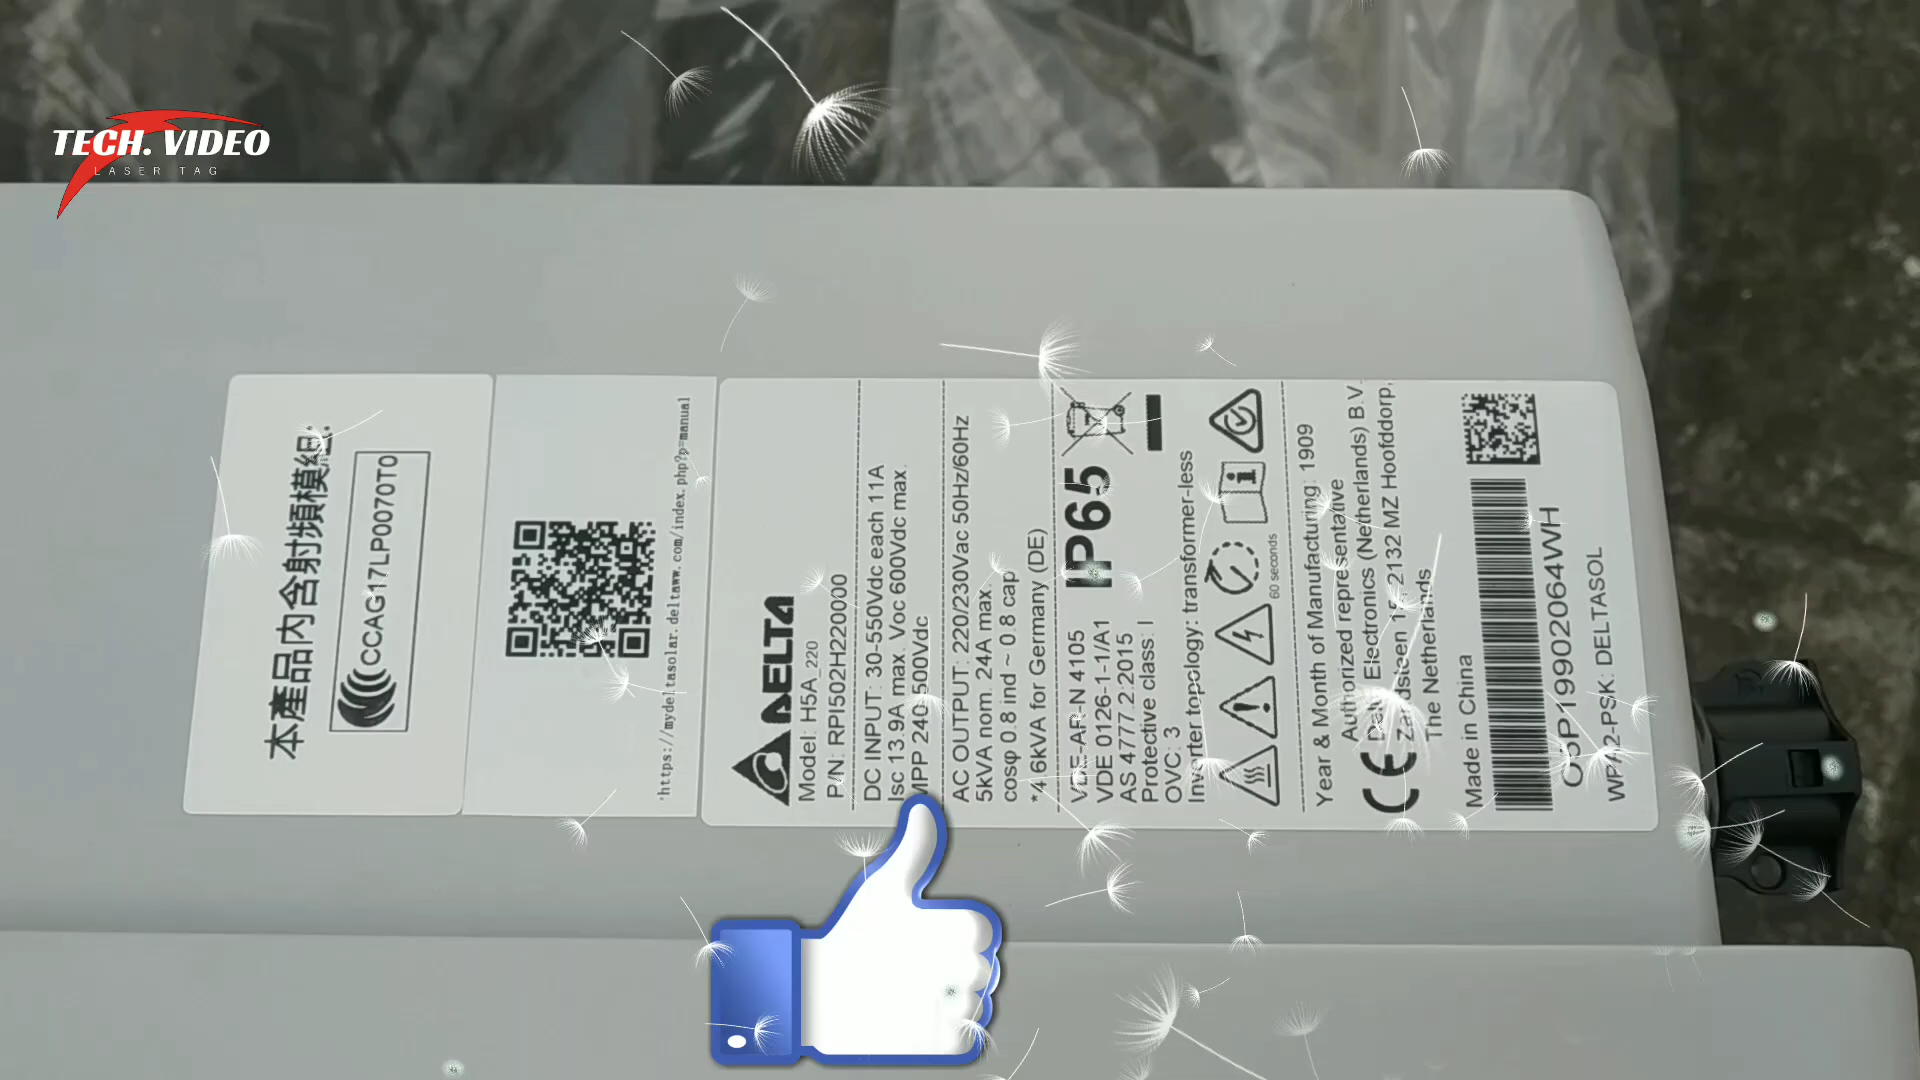 TECH. VIDEO
LASER TAG
本產品內含射頻模組:
CCAG17LP0070T0
https://mydeltasolar.deltaww.com/index.php?p=manual
DELTA
Model: H5A_220
P/N: RPI502H2220000
DC INPUT: 30-550Vdc each 11A
Isc 13.9A max. Voc 600Vdc max.
MPP 240-500Vdc
AC OUTPUT: 220/230Vac 50Hz/60Hz
5kVA nom. 24A max.
cosφ 0.8 ind ~ 0.8 cap
*4.6kVA for Germany (DE)
IP65
VDE-AR-N 4105
VDE 0126-1-1/A1
AS 4777.2:2015
Protective class: I
OVC: 3
Inverter topology: transformer-less
60 seconds
Year & Month of Manufacturing: 1909
Authorized representative
Delta Electronics (Netherlands) B.V.
Zandsteen 15, 2132 MZ Hoofddorp,
The Netherlands
CE
Made in China
O5P19902064WH
WPA2-PSK: DELTASOL